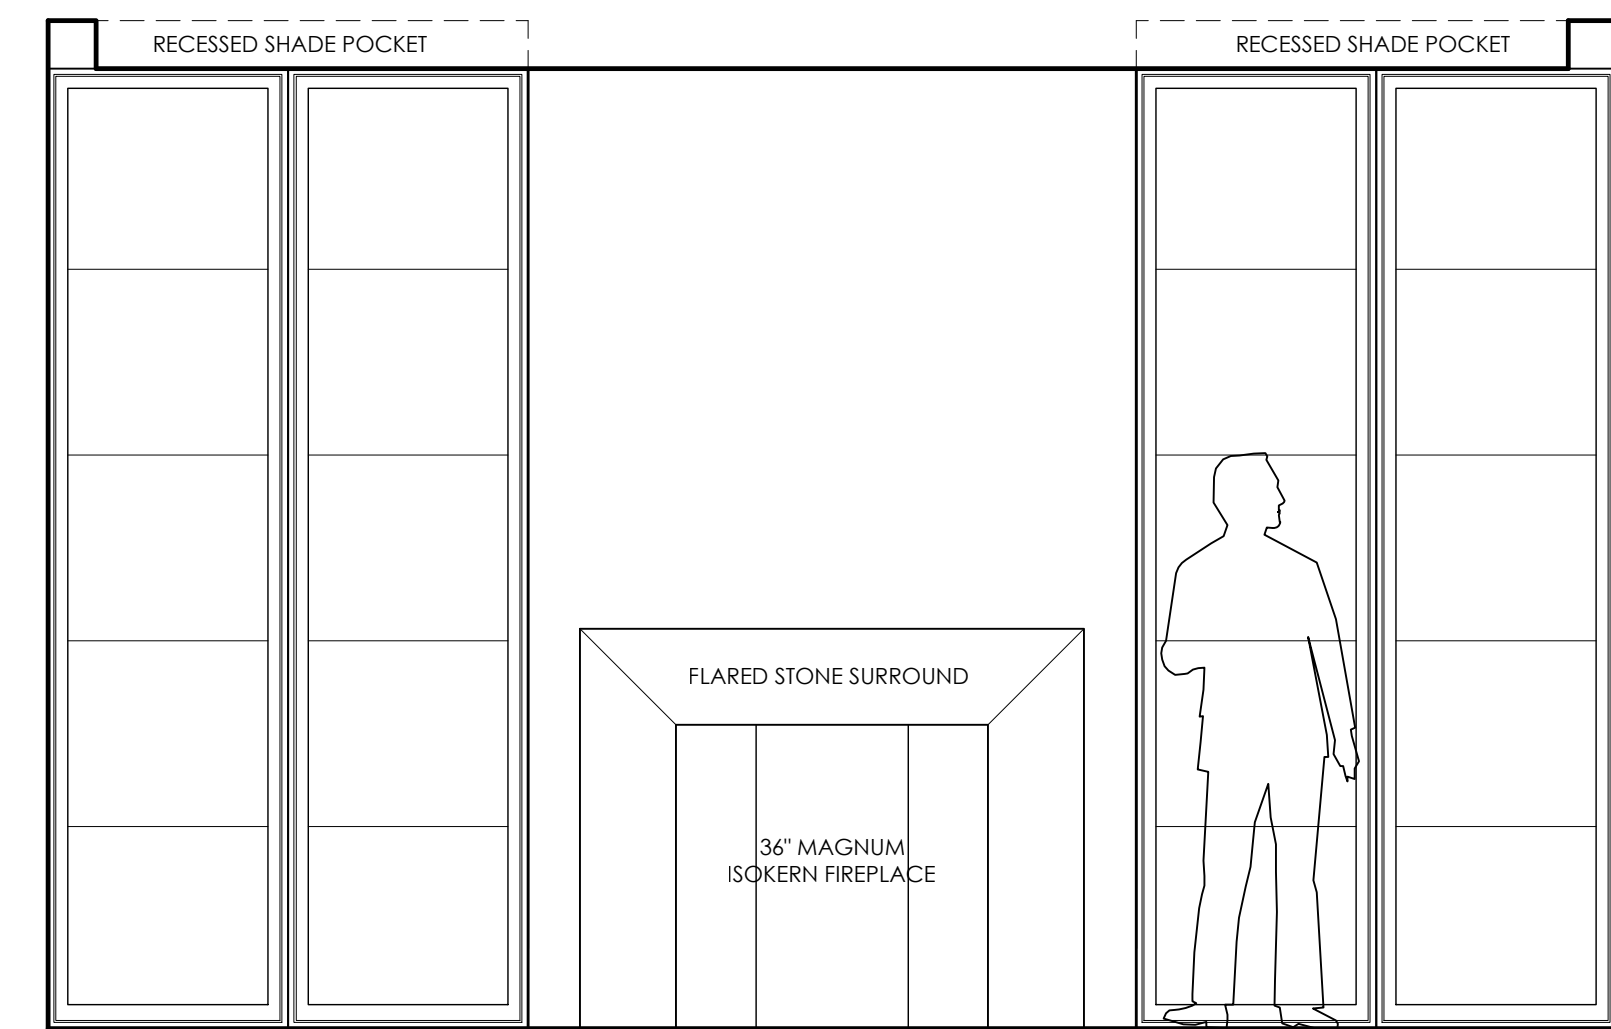 RECESSED SHADE POCKET
RECESSED SHADE POCKET
FLARED STONE SURROUND
36" MAGNUM
ISOKERN FIREPLACE